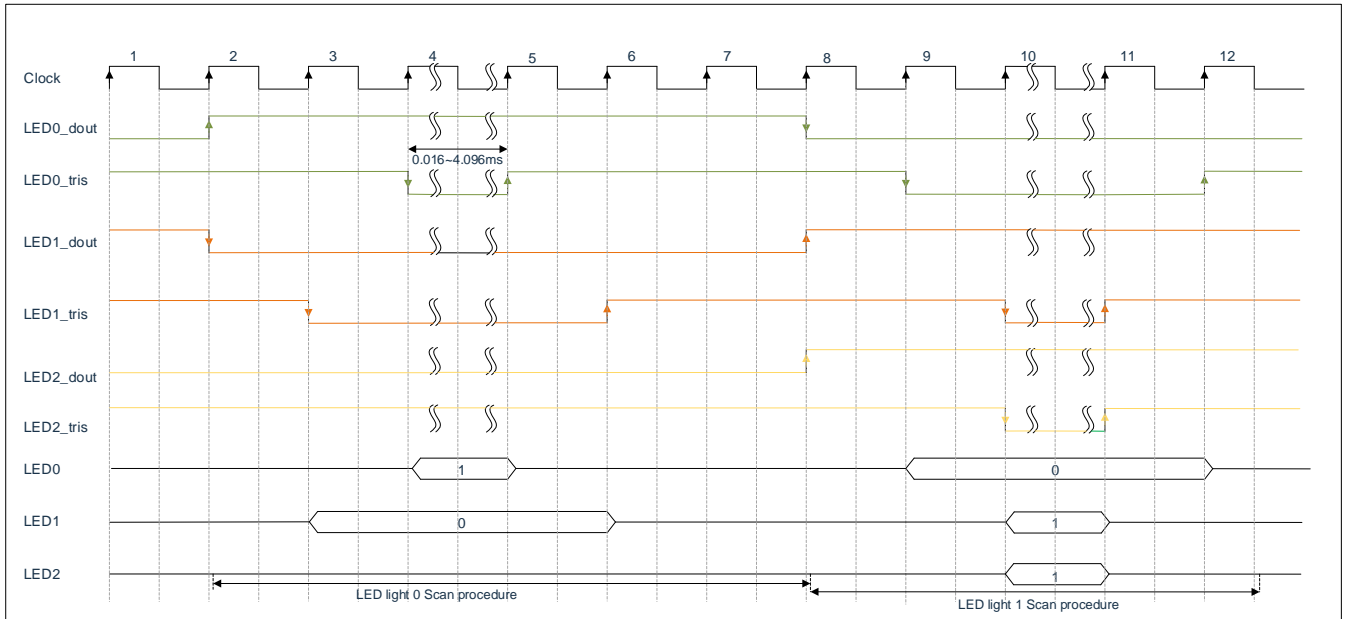 1 2 3 4 5 6 7 8 9 10 11 12
Clock
LED0_dout
0.016~4.096ms
LED0_tris
LED1_dout
LED1_tris
LED2_dout
LED2_tris
LED0 1 0
LED1 0 1
LED2 1
LED light 0 Scan procedure
LED light 1 Scan procedure